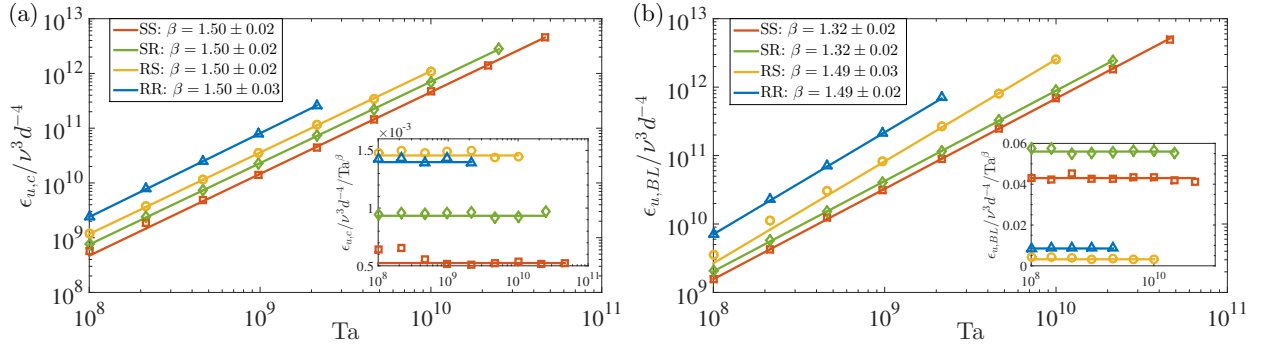 (a)
10^13
10^12
10^11
10^10
10^9
10^8
ϵ_{u,c}/ν^3 d^{-4}
SS: β = 1.50 ± 0.02
SR: β = 1.50 ± 0.02
RS: β = 1.50 ± 0.02
RR: β = 1.50 ± 0.03
×10^{-3}
1.5
1
0.5
ϵ_{u,c}/ν^3 d^{-4}/Ta^β
10^8 10^9 10^10 10^11
10^8 10^9 10^10 10^11
Ta
(b)
10^13
10^12
10^11
10^10
10^9
ϵ_{u,BL}/ν^3 d^{-4}
SS: β = 1.32 ± 0.02
SR: β = 1.32 ± 0.02
RS: β = 1.49 ± 0.03
RR: β = 1.49 ± 0.02
0.06
0.04
0.02
0
ϵ_{u,BL}/ν^3 d^{-4}/Ta^β
10^8 10^9 10^10
10^8 10^9 10^10 10^11
Ta